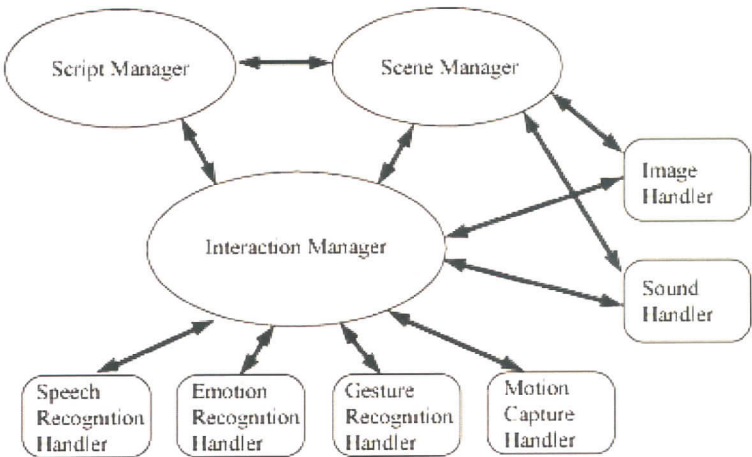 Script Manager
Scene Manager
Image
Handler
Interaction Manager
Sound
Handler
Speech
Recognition
Handler
Emotion
Recognition
Handler
Gesture
Recognition
Handler
Motion
Capture
Handler